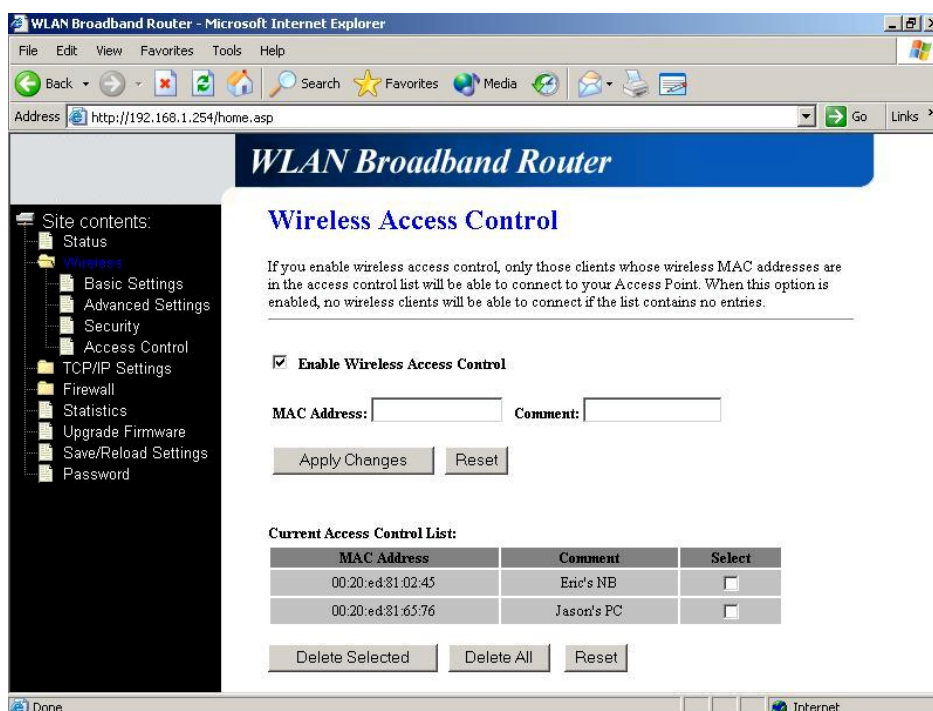 WLAN Broadband Router - Microsoft Internet Explorer
File Edit View Favorites Tools Help
Back Search Favorites Media
Address http://192.168.1.254/home.asp Go Links
WLAN Broadband Router
Site contents:
Status
Wireless
Basic Settings
Advanced Settings
Security
Access Control
TCP/IP Settings
Firewall
Statistics
Upgrade Firmware
Save/Reload Settings
Password
Wireless Access Control
If you enable wireless access control, only those clients whose wireless MAC addresses are
in the access control list will be able to connect to your Access Point. When this option is
enabled, no wireless clients will be able to connect if the list contains no entries.
Enable Wireless Access Control
MAC Address: Comment:
Apply Changes Reset
Current Access Control List:
MAC Address Comment Select
00:20:ed:81:02:45 Eric's NB
00:20:ed:81:65:76 Jason's PC
Delete Selected Delete All Reset
Done Internet